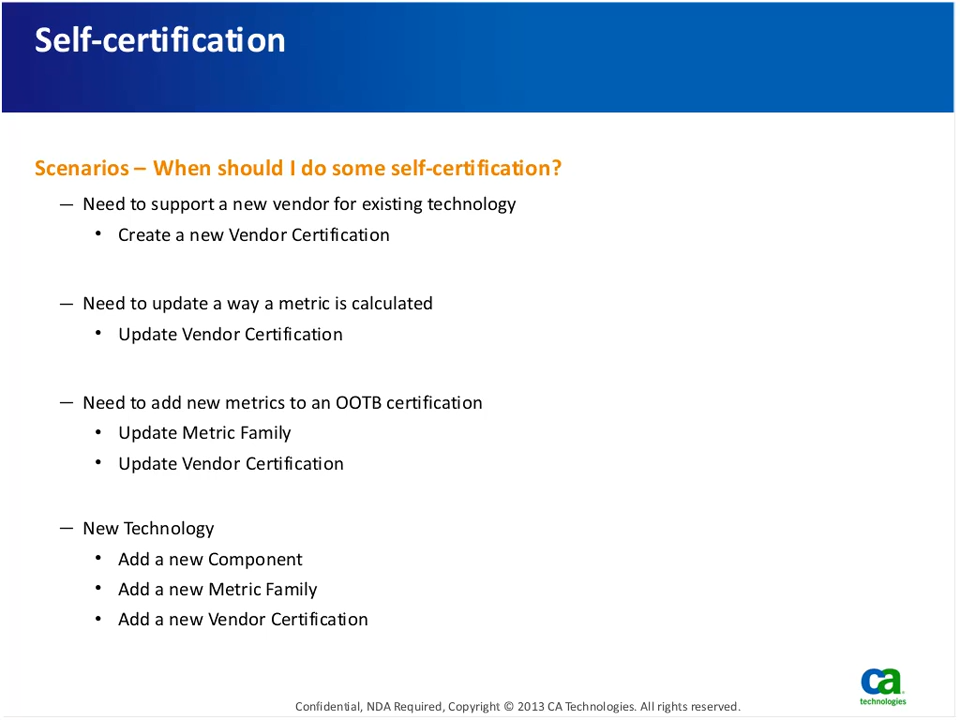 Self-certification
Scenarios – When should I do some self-certification?
— Need to support a new vendor for existing technology
• Create a new Vendor Certification
— Need to update a way a metric is calculated
• Update Vendor Certification
— Need to add new metrics to an OOTB certification
• Update Metric Family
• Update Vendor Certification
— New Technology
• Add a new Component
• Add a new Metric Family
• Add a new Vendor Certification
ca
technologies
Confidential, NDA Required, Copyright © 2013 CA Technologies. All rights reserved.